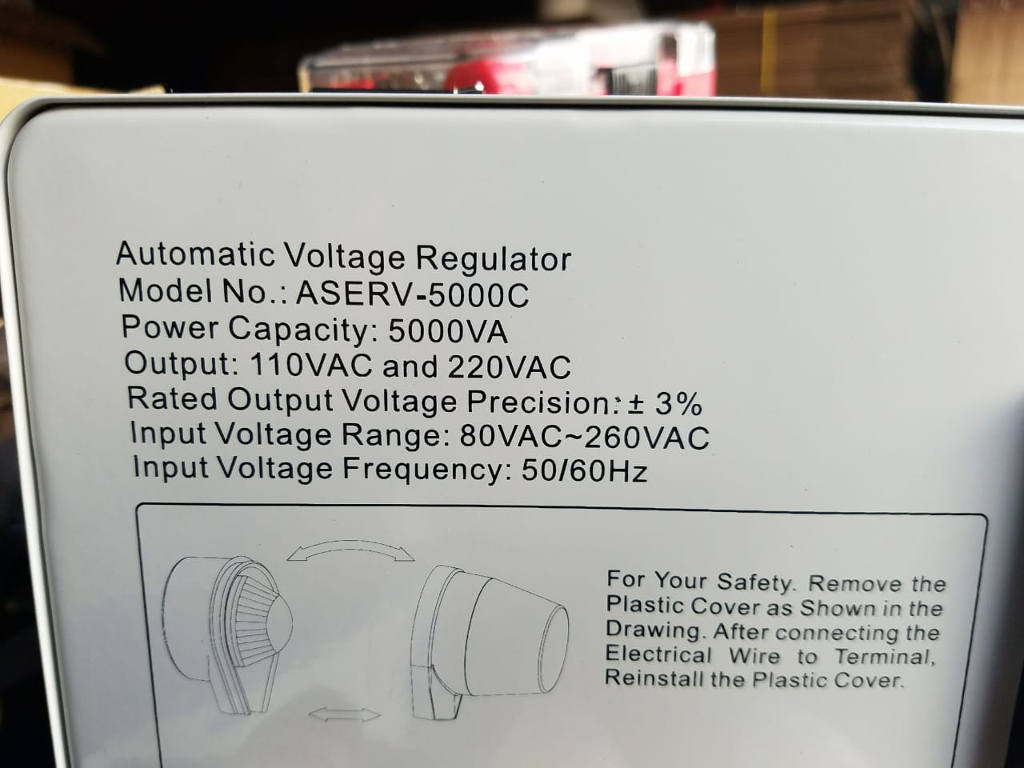 Automatic Voltage Regulator
Model No.: ASERV-5000C
Power Capacity: 5000VA
Output: 110VAC and 220VAC
Rated Output Voltage Precision: ± 3%
Input Voltage Range: 80VAC~260VAC
Input Voltage Frequency: 50/60Hz
For Your Safety. Remove the
Plastic Cover as Shown in the
Drawing. After connecting the
Electrical Wire to Terminal,
Reinstall the Plastic Cover.